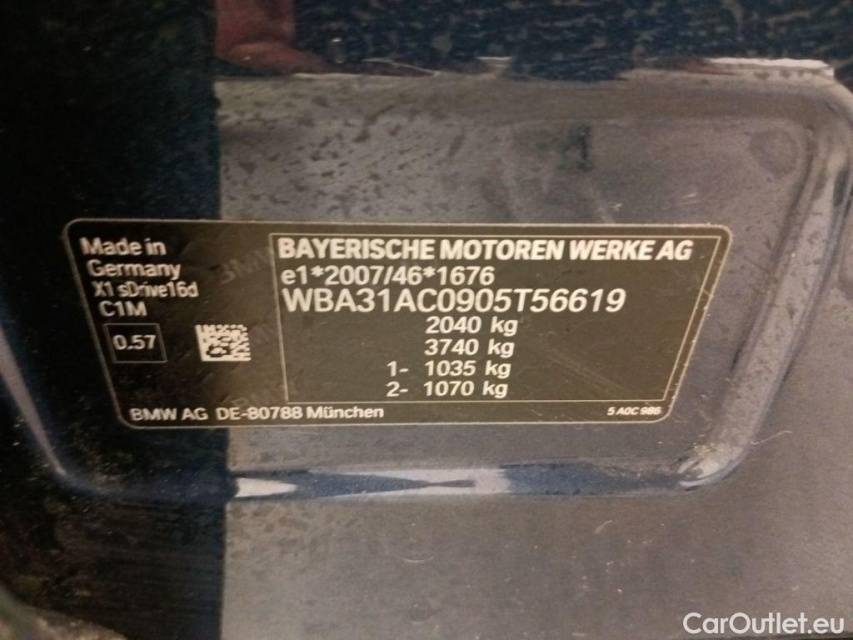 Made in
Germany
X1 sDrive16d
C1M
0.57
BAYERISCHE MOTOREN WERKE AG
e1*2007/46*1676
WBA31AC0905T56619
2040 kg
3740 kg
1- 1035 kg
2- 1070 kg
BMW AG DE-80788 München
5 A0C 986
CarOutlet.eu